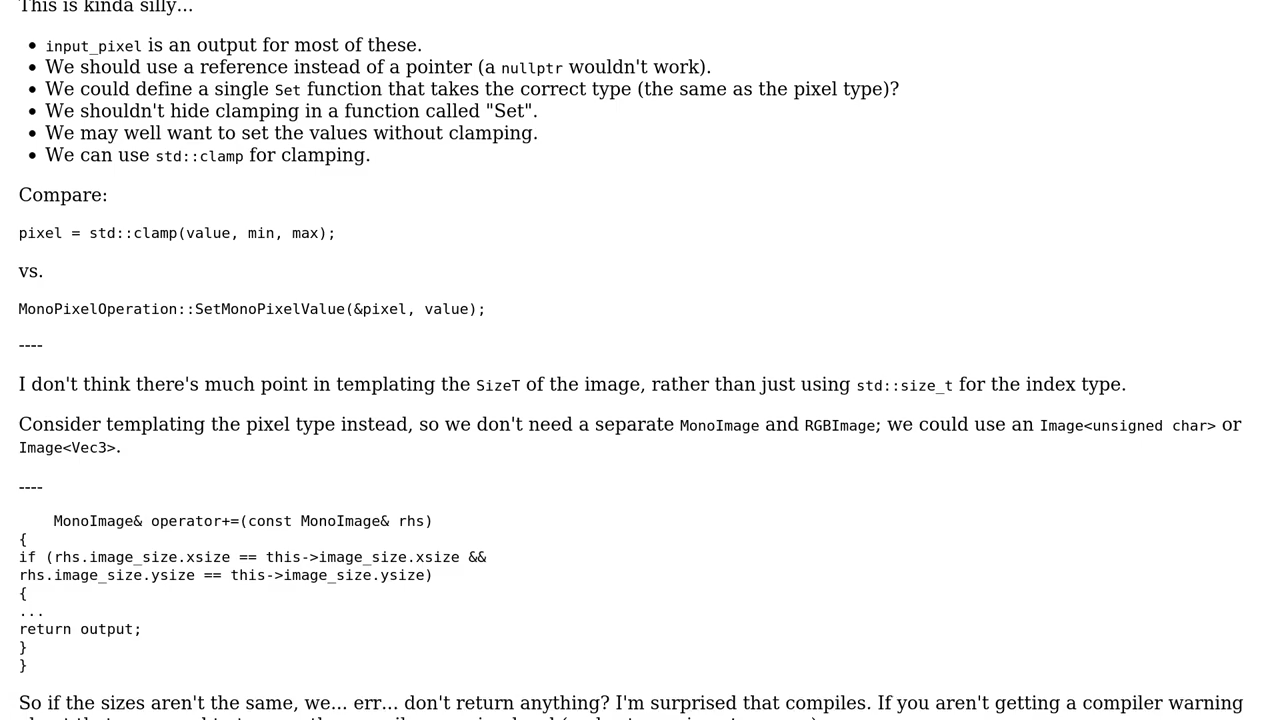 This is kinda silly...
• input_pixel is an output for most of these.
• We should use a reference instead of a pointer (a nullptr wouldn't work).
• We could define a single Set function that takes the correct type (the same as the pixel type)?
• We shouldn't hide clamping in a function called "Set".
• We may well want to set the values without clamping.
• We can use std::clamp for clamping.
Compare:
pixel = std::clamp(value, min, max);
vs.
MonoPixelOperation::SetMonoPixelValue(&pixel, value);
----
I don't think there's much point in templating the SizeT of the image, rather than just using std::size_t for the index type.
Consider templating the pixel type instead, so we don't need a separate MonoImage and RGBImage; we could use an Image<unsigned char> or
Image<Vec3>.
----
    MonoImage& operator+=(const MonoImage& rhs)
{
if (rhs.image_size.xsize == this->image_size.xsize &&
rhs.image_size.ysize == this->image_size.ysize)
{
...
return output;
}
}
So if the sizes aren't the same, we... err... don't return anything? I'm surprised that compiles. If you aren't getting a compiler warning